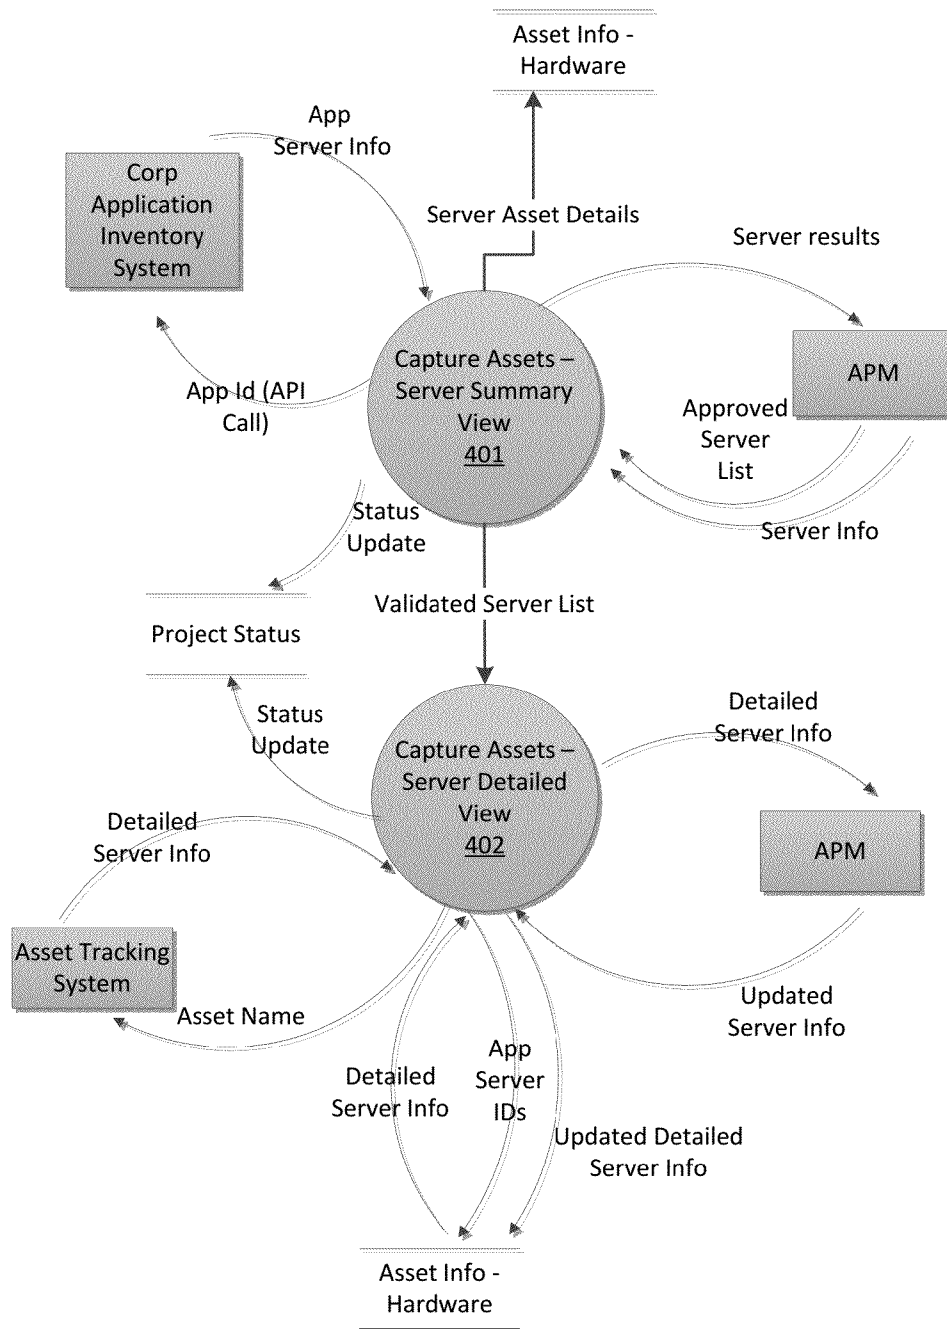 Asset Info -
Hardware
App
Server Info
Corp
Application
Inventory
System
Server Asset Details
Server results
App Id (API
Call)
Capture Assets –
Server Summary
View
401
APM
Approved
Server
List
Server Info
Status
Update
Validated Server List
Project Status
Status
Update
Capture Assets –
Server Detailed
View
402
Detailed
Server Info
APM
Detailed
Server Info
Asset Tracking
System
Asset Name
Updated
Server Info
Detailed
Server Info
App
Server
IDs
Updated Detailed
Server Info
Asset Info -
Hardware